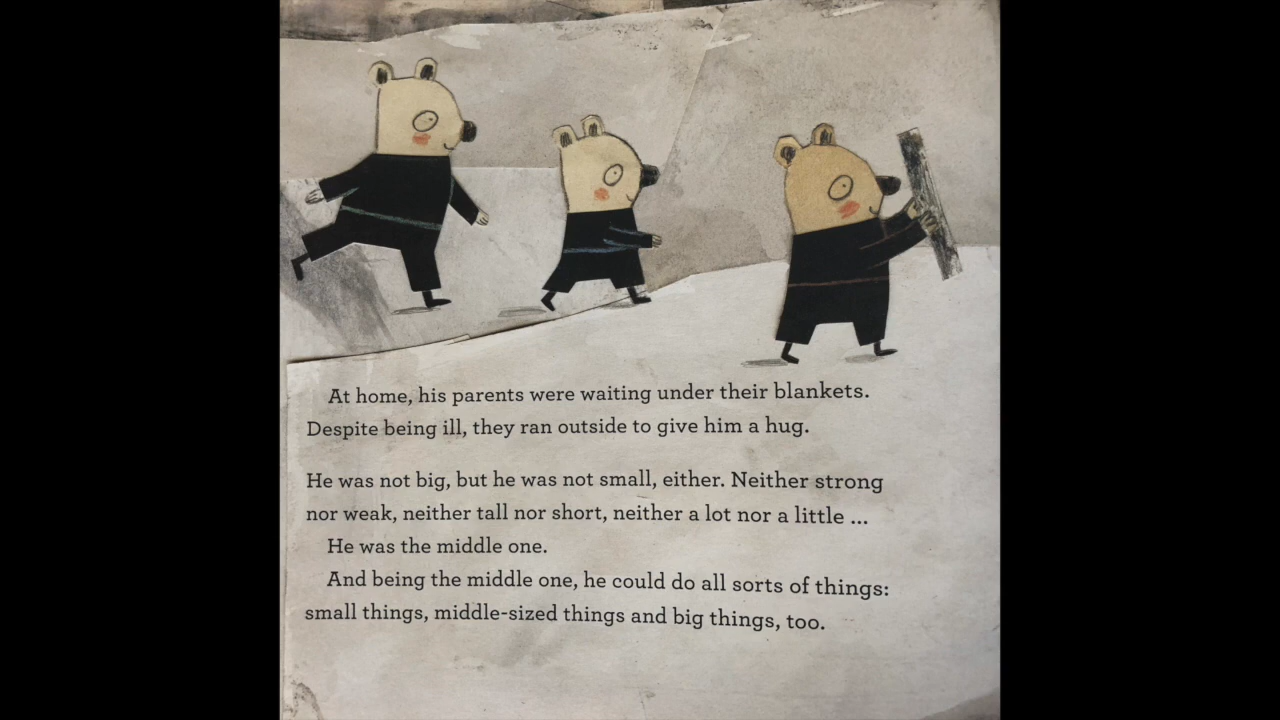 At home, his parents were waiting under their blankets.
Despite being ill, they ran outside to give him a hug.
He was not big, but he was not small, either. Neither strong
nor weak, neither tall nor short, neither a lot nor a little ...
He was the middle one.
And being the middle one, he could do all sorts of things:
small things, middle-sized things and big things, too.